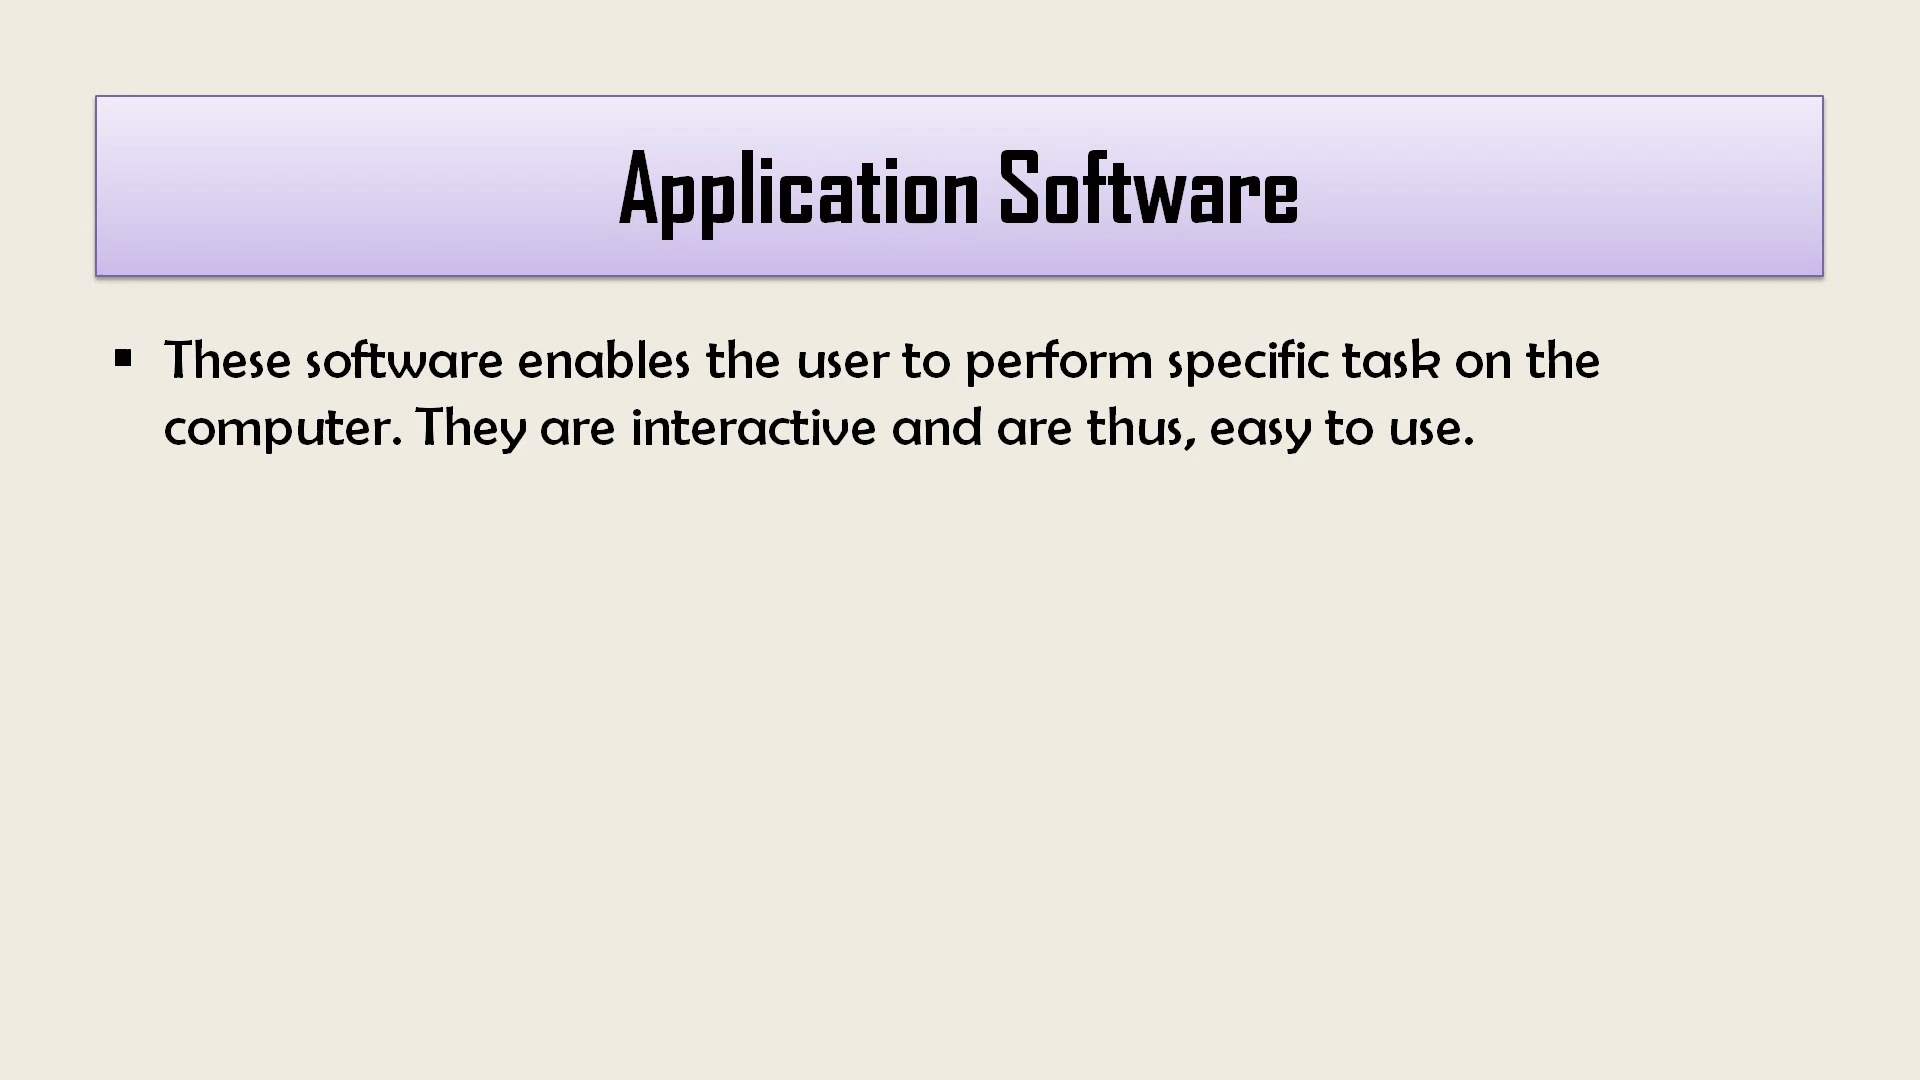 Application Software
▪ These software enables the user to perform specific task on the
computer. They are interactive and are thus, easy to use.